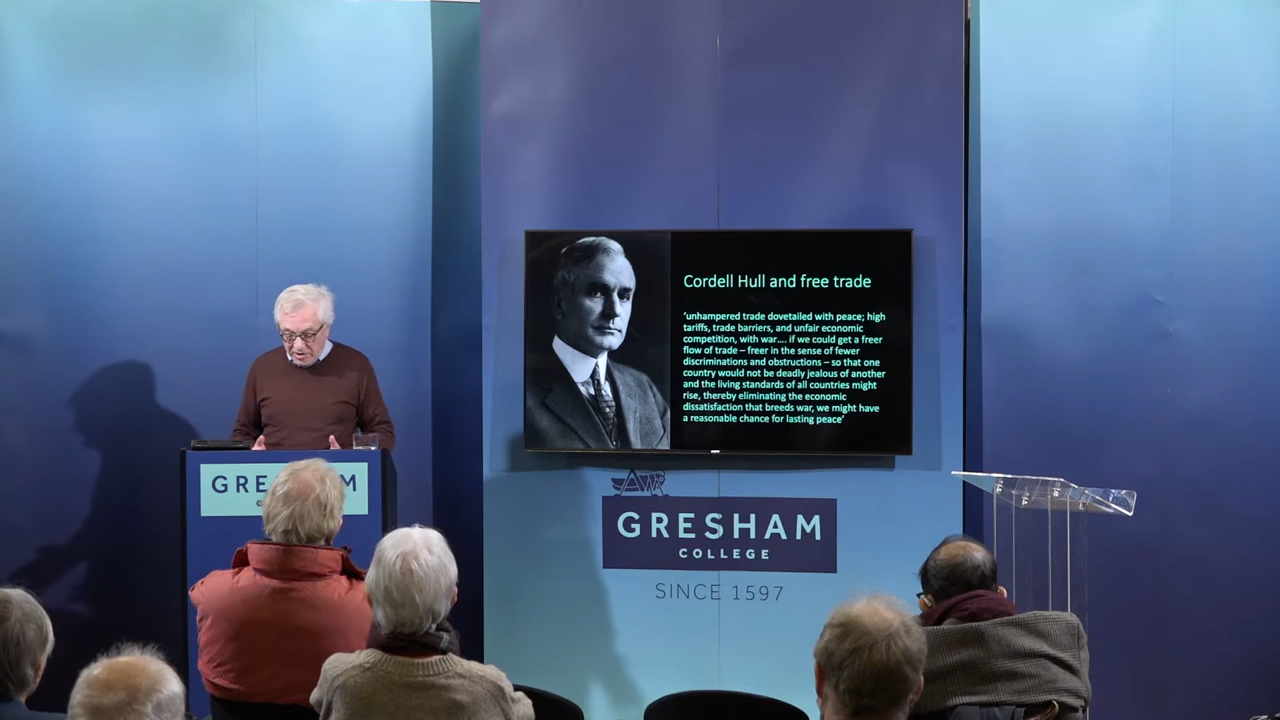 Cordell Hull and free trade
‘unhampered trade dovetailed with peace; high
tariffs, trade barriers, and unfair economic
competition, with war…. if we could get a freer
flow of trade – freer in the sense of fewer
discriminations and obstructions – so that one
country would not be deadly jealous of another
and the living standards of all countries might
rise, thereby eliminating the economic
dissatisfaction that breeds war, we might have
a reasonable chance for lasting peace’
GRE M
GRESHAM
COLLEGE
SINCE 1597